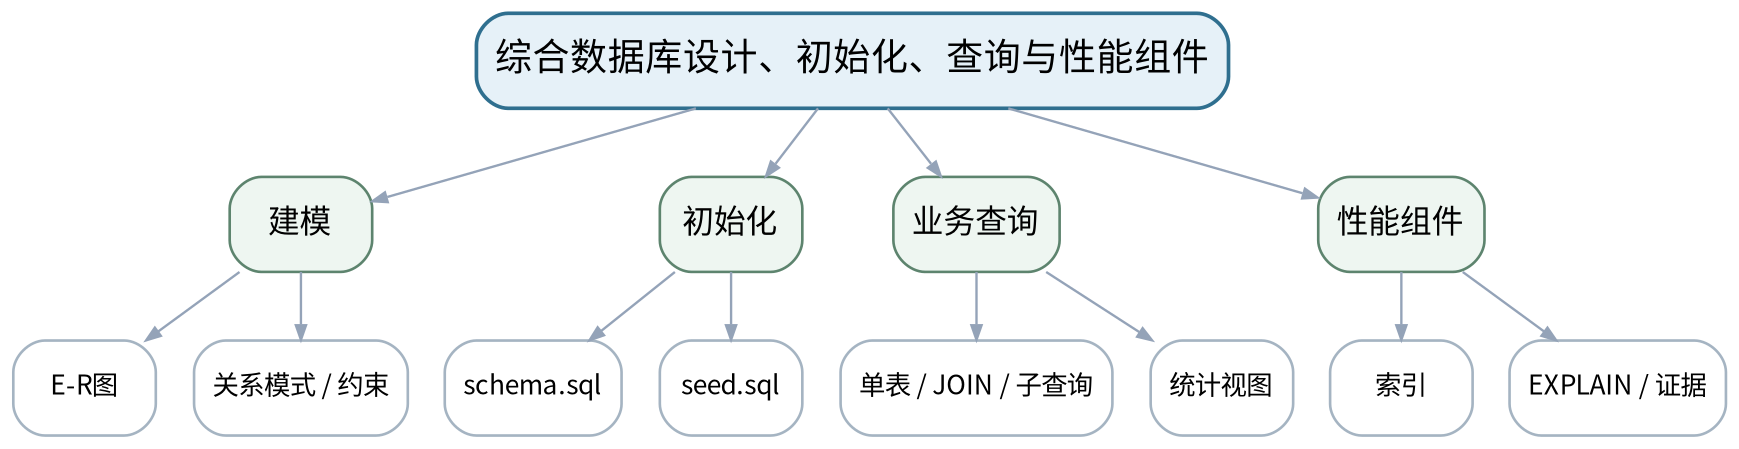 综合数据库设计、初始化、查询与性能组件
建模
初始化
业务查询
性能组件
E-R图
关系模式 / 约束
schema.sql
seed.sql
单表 / JOIN / 子查询
统计视图
索引
EXPLAIN / 证据